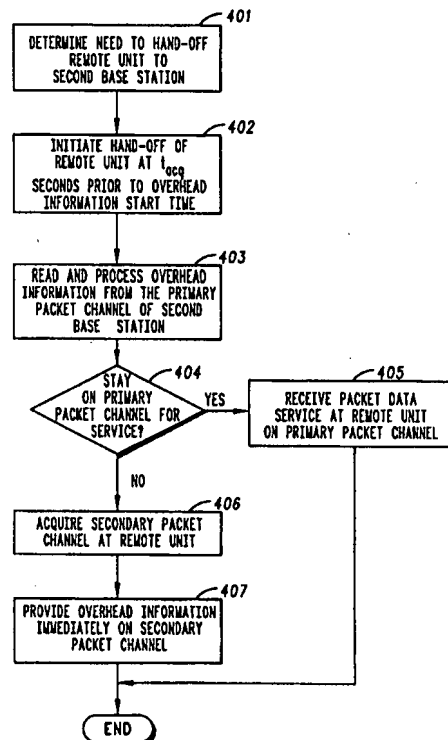 401
DETERMINE NEED TO HAND-OFF
REMOTE UNIT TO
SECOND BASE STATION
402
INITIATE HAND-OFF OF
REMOTE UNIT AT tacq
SECONDS PRIOR TO OVERHEAD
INFORMATION START TIME
403
READ AND PROCESS OVERHEAD
INFORMATION FROM THE PRIMARY
PACKET CHANNEL OF SECOND
BASE STATION
404
STAY
ON PRIMARY
PACKET CHANNEL FOR
SERVICE?
YES
405
RECEIVE PACKET DATA
SERVICE AT REMOTE UNIT
ON PRIMARY PACKET CHANNEL
NO
406
ACQUIRE SECONDARY PACKET
CHANNEL AT REMOTE UNIT
407
PROVIDE OVERHEAD INFORMATION
IMMEDIATELY ON SECONDARY
PACKET CHANNEL
END